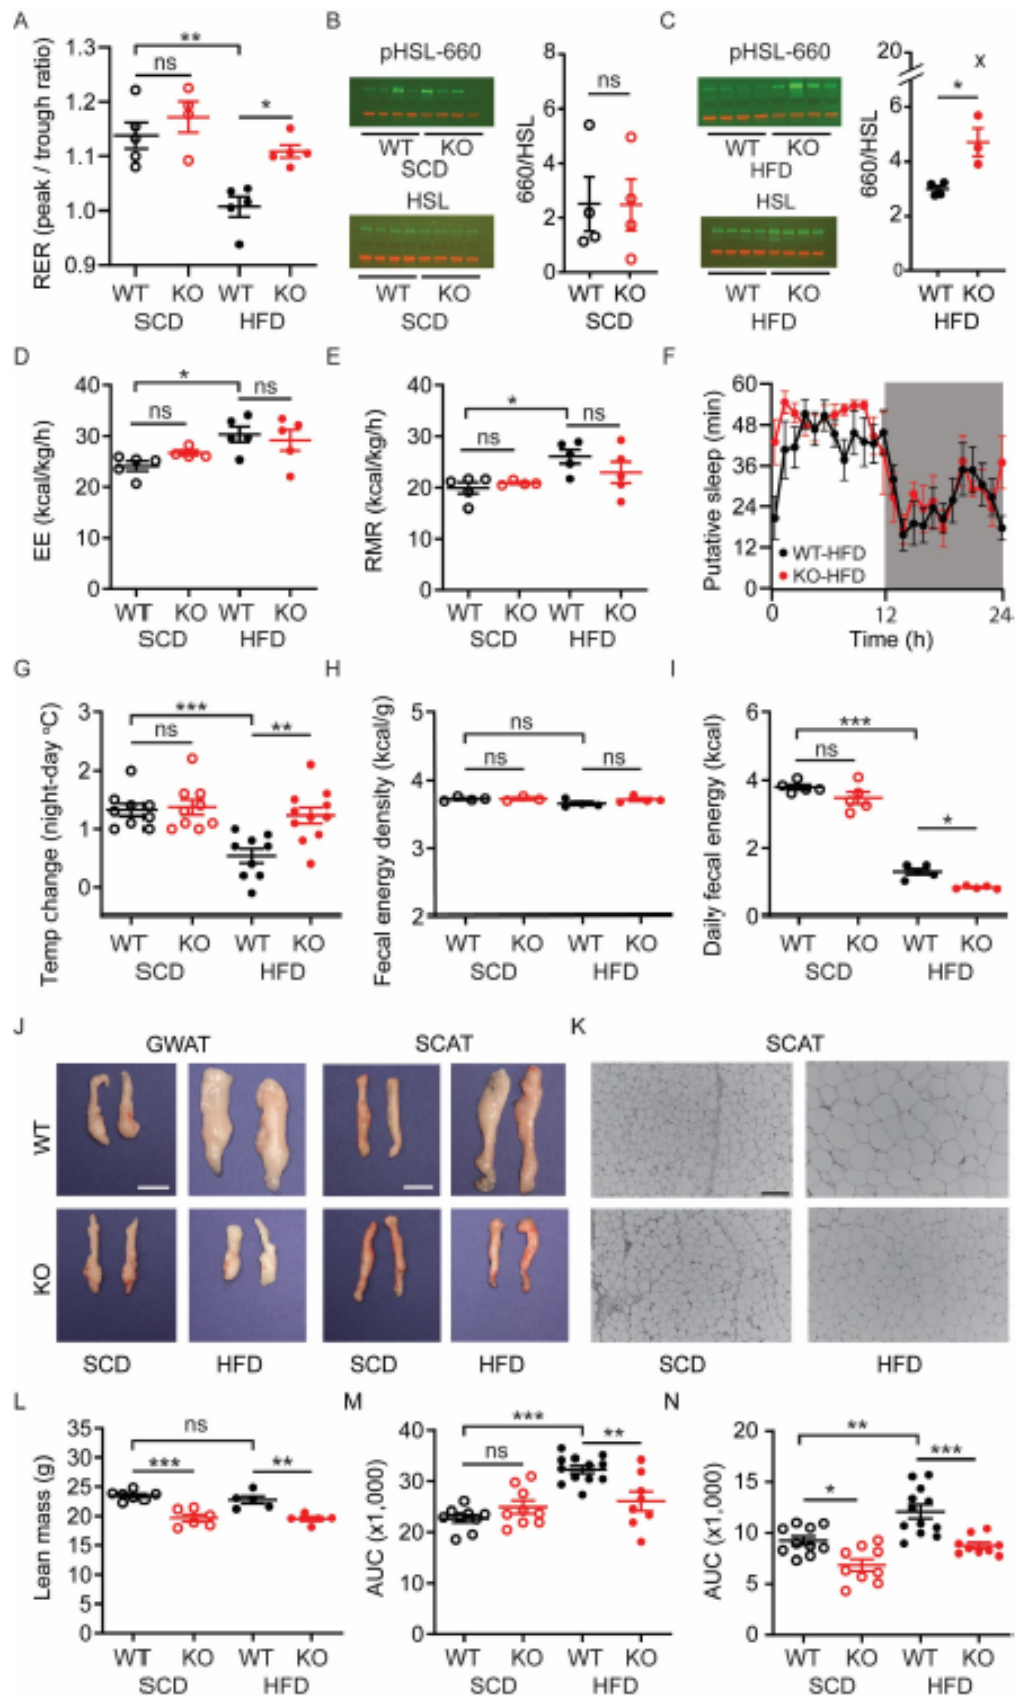 A
RER (peak / trough ratio)
1.3
1.2
1.1
1.0
0.9
**
ns
*
WT KO WT KO
SCD HFD
B
pHSL-660
WT KO
SCD
HSL
SCD
660/HSL
8
6
4
2
0
ns
WT KO
SCD
C
pHSL-660
WT KO
HFD
HSL
WT KO
HFD
660/HSL
20
6
4
2
0
x
*
WT KO
HFD
D
EE (kcal/kg/h)
40
30
20
10
0
*
ns
ns
WT KO WT KO
SCD HFD
E
RMR (kcal/kg/h)
40
30
20
10
0
*
ns
ns
WT KO WT KO
SCD HFD
F
Putative sleep (min)
60
48
36
24
12
0
WT-HFD
KO-HFD
0 12 24
Time (h)
G
Temp change (night-day °C)
3
2
1
0
***
ns
**
WT KO WT KO
SCD HFD
H
Fecal energy density (kcal/g)
5
4
3
2
ns
ns
ns
WT KO WT KO
SCD HFD
I
Daily fecal energy (kcal)
6
4
2
0
***
ns
*
WT KO WT KO
SCD HFD
J
GWAT SCAT
WT
KO
SCD HFD SCD HFD
K
SCAT
SCD HFD
L
Lean mass (g)
35
30
25
20
15
10
5
0
ns
***
**
WT KO WT KO
SCD HFD
M
AUC (x1,000)
40
30
20
10
0
***
ns
**
WT KO WT KO
SCD HFD
N
AUC (x1,000)
20
15
10
5
0
**
*
***
WT KO WT KO
SCD HFD